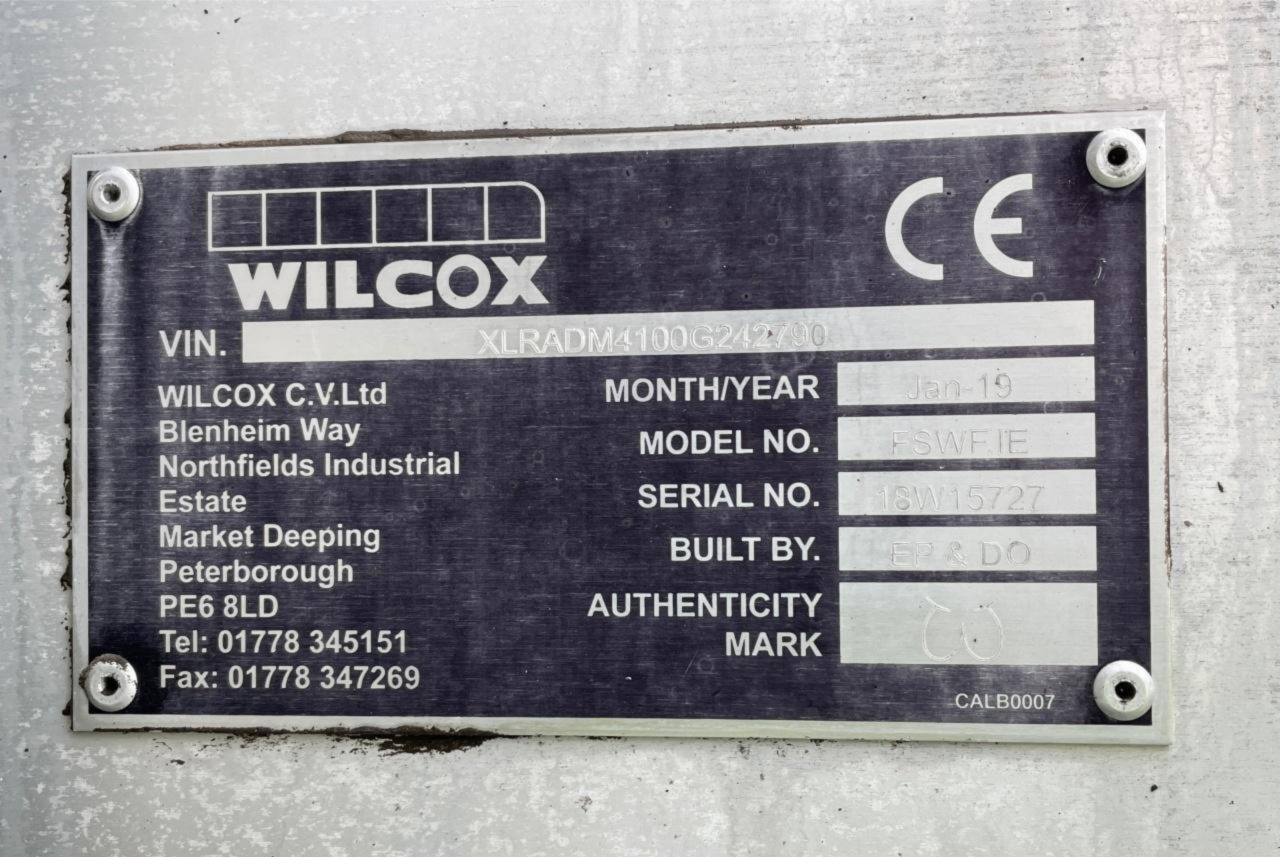 WILCOX
CE
VIN. XLRADM4100G242790
WILCOX C.V.Ltd
Blenheim Way
Northfields Industrial
Estate
Market Deeping
Peterborough
PE6 8LD
Tel: 01778 345151
Fax: 01778 347269
MONTH/YEAR Jan-19
MODEL NO.
SERIAL NO. 18W15727
BUILT BY. EP & DO
AUTHENTICITY
MARK
CALB0007